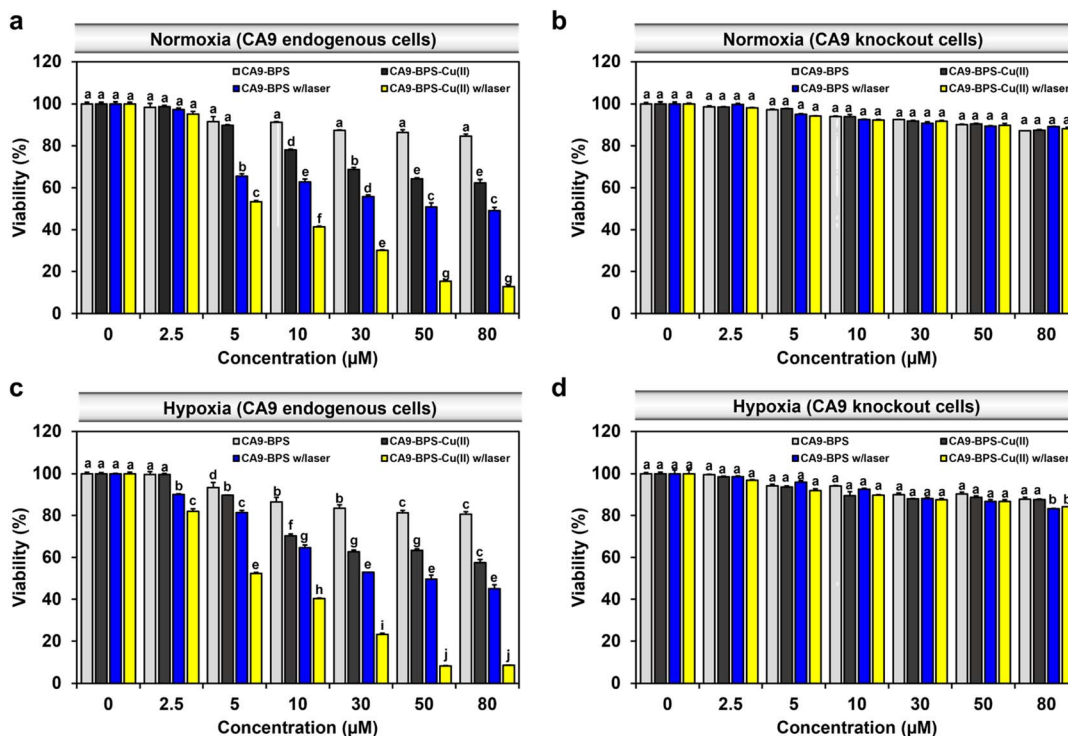 a
Normoxia (CA9 endogenous cells)
120
100
80
60
40
20
0
Viability (%)
CA9-BPS
CA9-BPS-Cu(II)
CA9-BPS w/laser
CA9-BPS-Cu(II) w/laser
a a a a a a a a a a b c a d e f a e d e a e c g a e c g
0 2.5 5 10 30 50 80
Concentration (µM)
b
Normoxia (CA9 knockout cells)
120
100
80
60
40
20
0
Viability (%)
CA9-BPS
CA9-BPS-Cu(II)
CA9-BPS w/laser
CA9-BPS-Cu(II) w/laser
a a a a a a a a a a a a a a a a a a a a a a a a a a a a
0 2.5 5 10 30 50 80
Concentration (µM)
c
Hypoxia (CA9 endogenous cells)
120
100
80
60
40
20
0
Viability (%)
CA9-BPS
CA9-BPS-Cu(II)
CA9-BPS w/laser
CA9-BPS-Cu(II) w/laser
a a a a a a b c d b c e b f g h b g e i c g e j c c e j
0 2.5 5 10 30 50 80
Concentration (µM)
d
Hypoxia (CA9 knockout cells)
120
100
80
60
40
20
0
Viability (%)
CA9-BPS
CA9-BPS-Cu(II)
CA9-BPS w/laser
CA9-BPS-Cu(II) w/laser
a a a a a a a a a a a a a a a a a a a a a a a a a a b b
0 2.5 5 10 30 50 80
Concentration (µM)